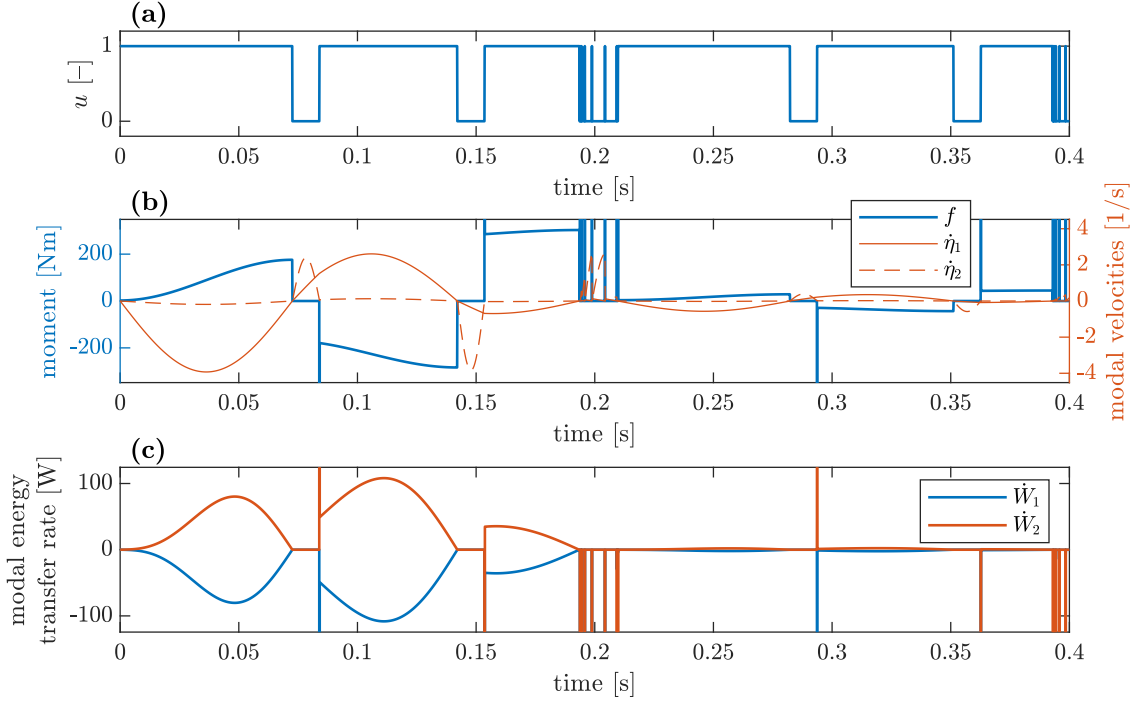 (a)
u [−]
1
0
0 0.05 0.1 0.15 0.2 0.25 0.3 0.35 0.4
time [s]
(b)
moment [Nm]
200
0
-200
modal velocities [1/s]
4
2
0
-2
-4
f
η̇₁
η̇₂
0 0.05 0.1 0.15 0.2 0.25 0.3 0.35 0.4
time [s]
(c)
modal energy
transfer rate [W]
100
0
-100
Ẇ₁
Ẇ₂
0 0.05 0.1 0.15 0.2 0.25 0.3 0.35 0.4
time [s]